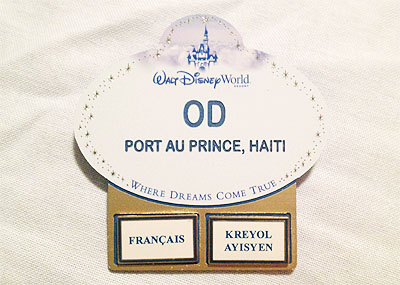 Walt Disney World
RESORT
OD
PORT AU PRINCE, HAITI
WHERE DREAMS COME TRUE
FRANÇAIS
KREYOL
AYISYEN